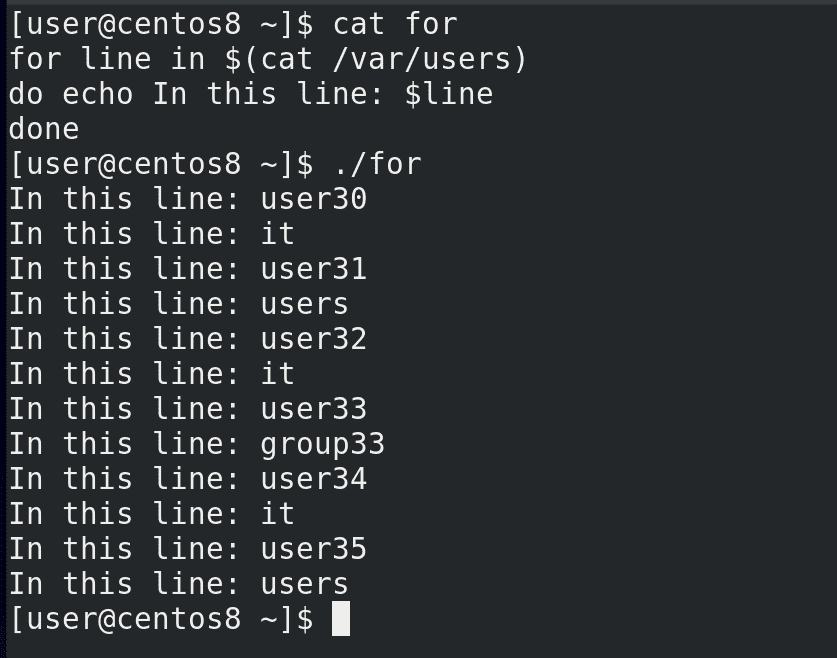 [user@centos8 ~]$ cat for
for line in $(cat /var/users)
do echo In this line: $line
done
[user@centos8 ~]$ ./for
In this line: user30
In this line: it
In this line: user31
In this line: users
In this line: user32
In this line: it
In this line: user33
In this line: group33
In this line: user34
In this line: it
In this line: user35
In this line: users
[user@centos8 ~]$